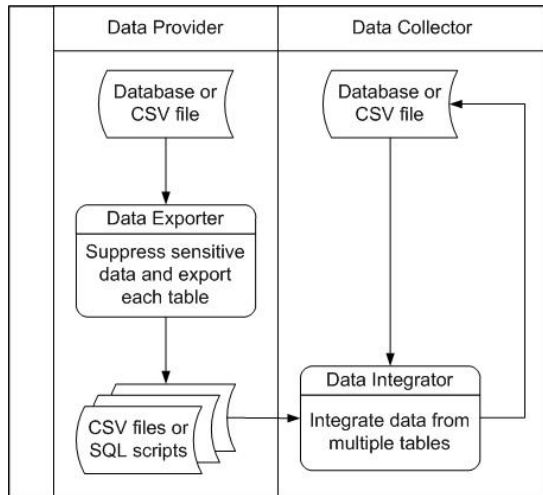 Data Provider
Data Collector
Database or
CSV file
Database or
CSV file
Data Exporter
Suppress sensitive
data and export
each table
CSV files or
SQL scripts
Data Integrator
Integrate data from
multiple tables